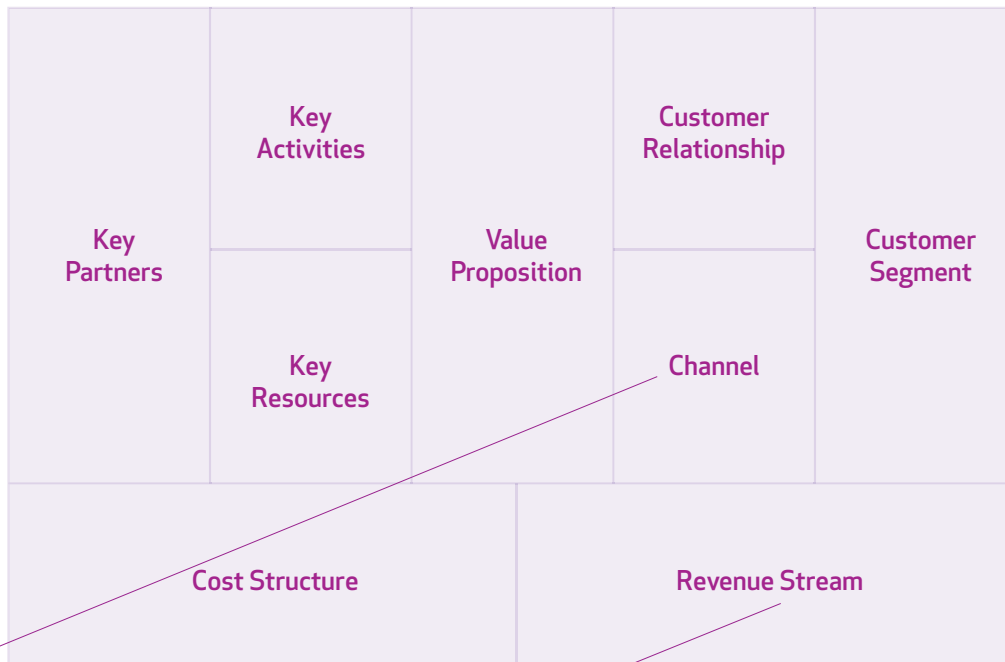 Key
Partners
Key
Activities
Key
Resources
Value
Proposition
Customer
Relationship
Channel
Customer
Segment
Cost Structure
Revenue Stream